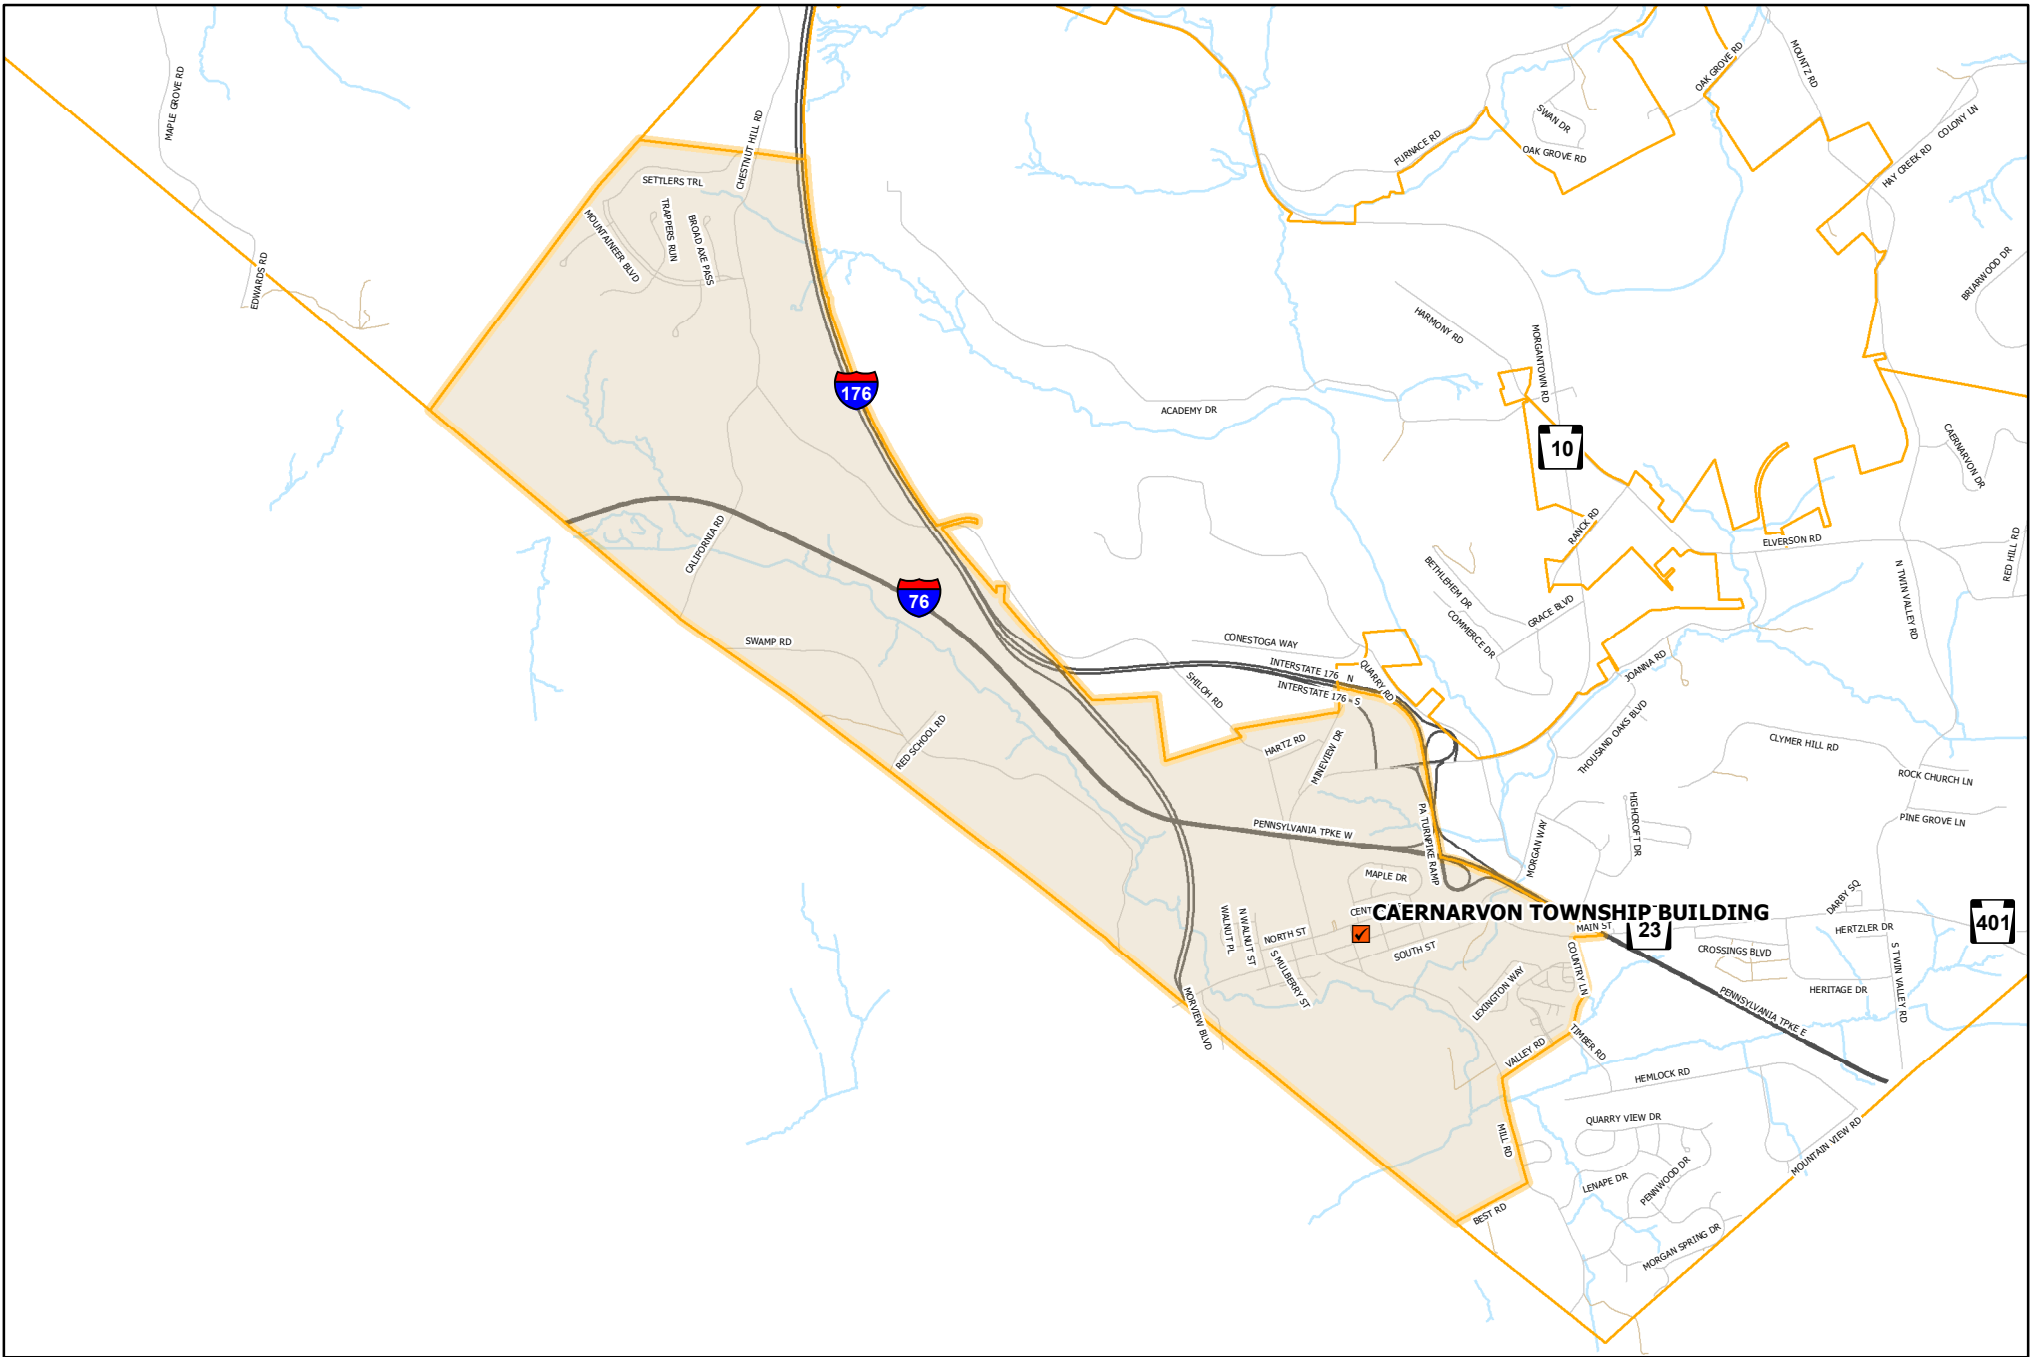 MAPLE GROVE RD
EDWARDS RD
CHESTNUT HILL RD
SETTLERS TRL
MOUNTAINEER BLVD
TRAPPERS RUN
BROAD AXE PASS
176
FURNACE RD
SWAN DR
OAK GROVE RD
OAK GROVE RD
MOUNTZ RD
COLONY LN
HAY CREEK RD
BRIARWOOD DR
HARMONY RD
MORGANTOWN RD
ACADEMY DR
10
CAERNARVON DR
CALIFORNIA RD
76
RANCK RD
ELVERSON RD
RED HILL RD
N TWIN VALLEY RD
BETHLEHEM DR
COMMERCE DR
GRACE BLVD
SWAMP RD
CONESTOGA WAY
INTERSTATE 176 N
INTERSTATE 176 S
QUARRY RD
SHILOH RD
JOANNA RD
RED SCHOOL RD
HARTZ RD
MINEVIEW DR
THOUSAND OAKS BLVD
CLYMER HILL RD
ROCK CHURCH LN
PINE GROVE LN
PENNSYLVANIA TPKE W
PA TURNPIKE RAMP
MORGAN WAY
HIGHCROFT DR
MAPLE DR
CENT
CAERNARVON TOWNSHIP BUILDING
DARBY SQ
401
WALNUT PL
N WALNUT ST
NORTH ST
SOUTH ST
S MULBERRY ST
MAIN ST
23
CROSSINGS BLVD
HERTZLER DR
HERITAGE DR
S TWIN VALLEY RD
COUNTRY LN
LEXINGTON WAY
PENNSYLVANIA TPKE E
MORVIEW BLVD
VALLEY RD
TIMBER RD
HEMLOCK RD
QUARRY VIEW DR
MILL RD
MOUNTAIN VIEW RD
LENAPE DR
PENNWOOD DR
BEST RD
MORGAN SPRING DR